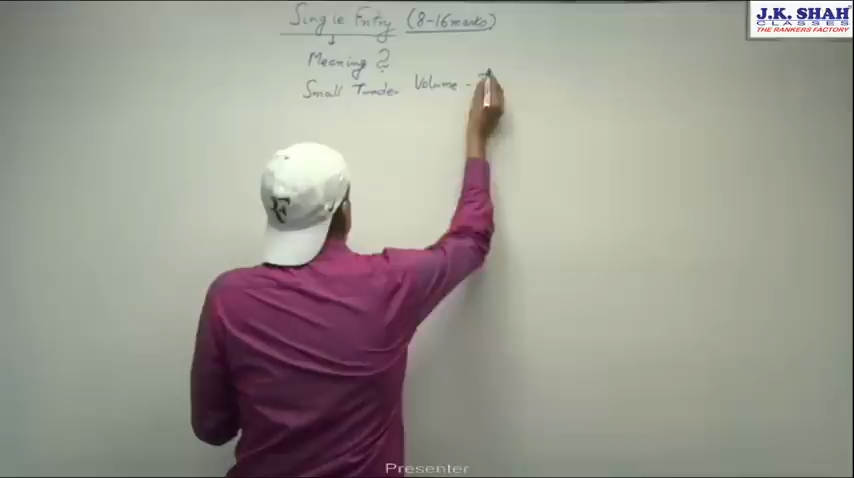 J.K. SHAH®
CLASSES
THE RANKERS FACTORY
Single Entry (8-16 marks)
Meaning ?
Small Trader Volume -
Presenter